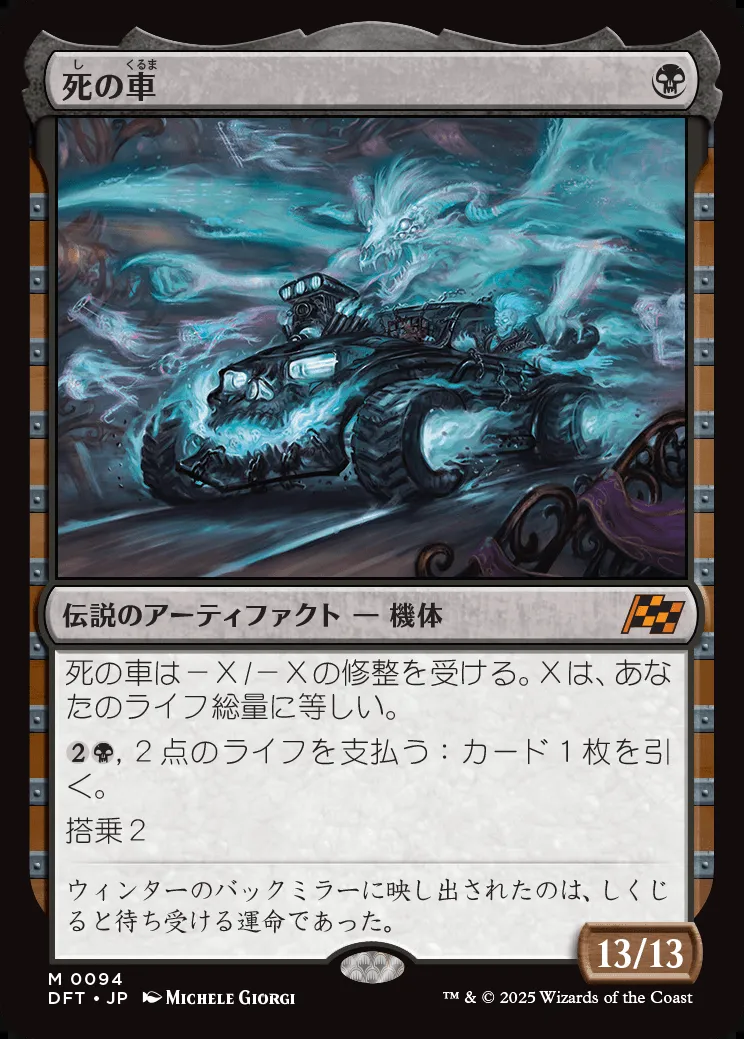 し くるま
死の車
伝説のアーティファクト — 機体
死の車は-X/-Xの修整を受ける。Xは、あな
たのライフ総量に等しい。
2, 2点のライフを支払う:カード1枚を引
く。
搭乗2
ウィンターのバックミラーに映し出されたのは、しくじ
ると待ち受ける運命であった。
13/13
M 0094
DFT • JP MICHELE GIORGI
™ & © 2025 Wizards of the Coast